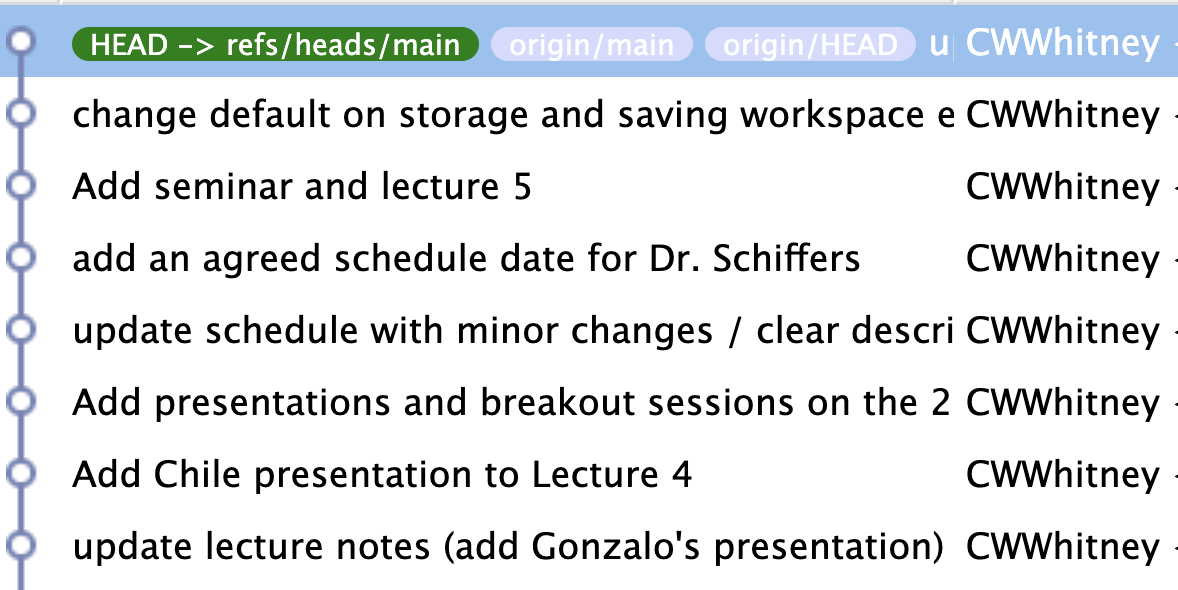 HEAD -> refs/heads/main origin/main origin/HEAD CWWhitney
change default on storage and saving workspace CWWhitney
Add seminar and lecture 5 CWWhitney
add an agreed schedule date for Dr. Schiffers CWWhitney
update schedule with minor changes / clear descri CWWhitney
Add presentations and breakout sessions on the 2 CWWhitney
Add Chile presentation to Lecture 4 CWWhitney
update lecture notes (add Gonzalo's presentation) CWWhitney